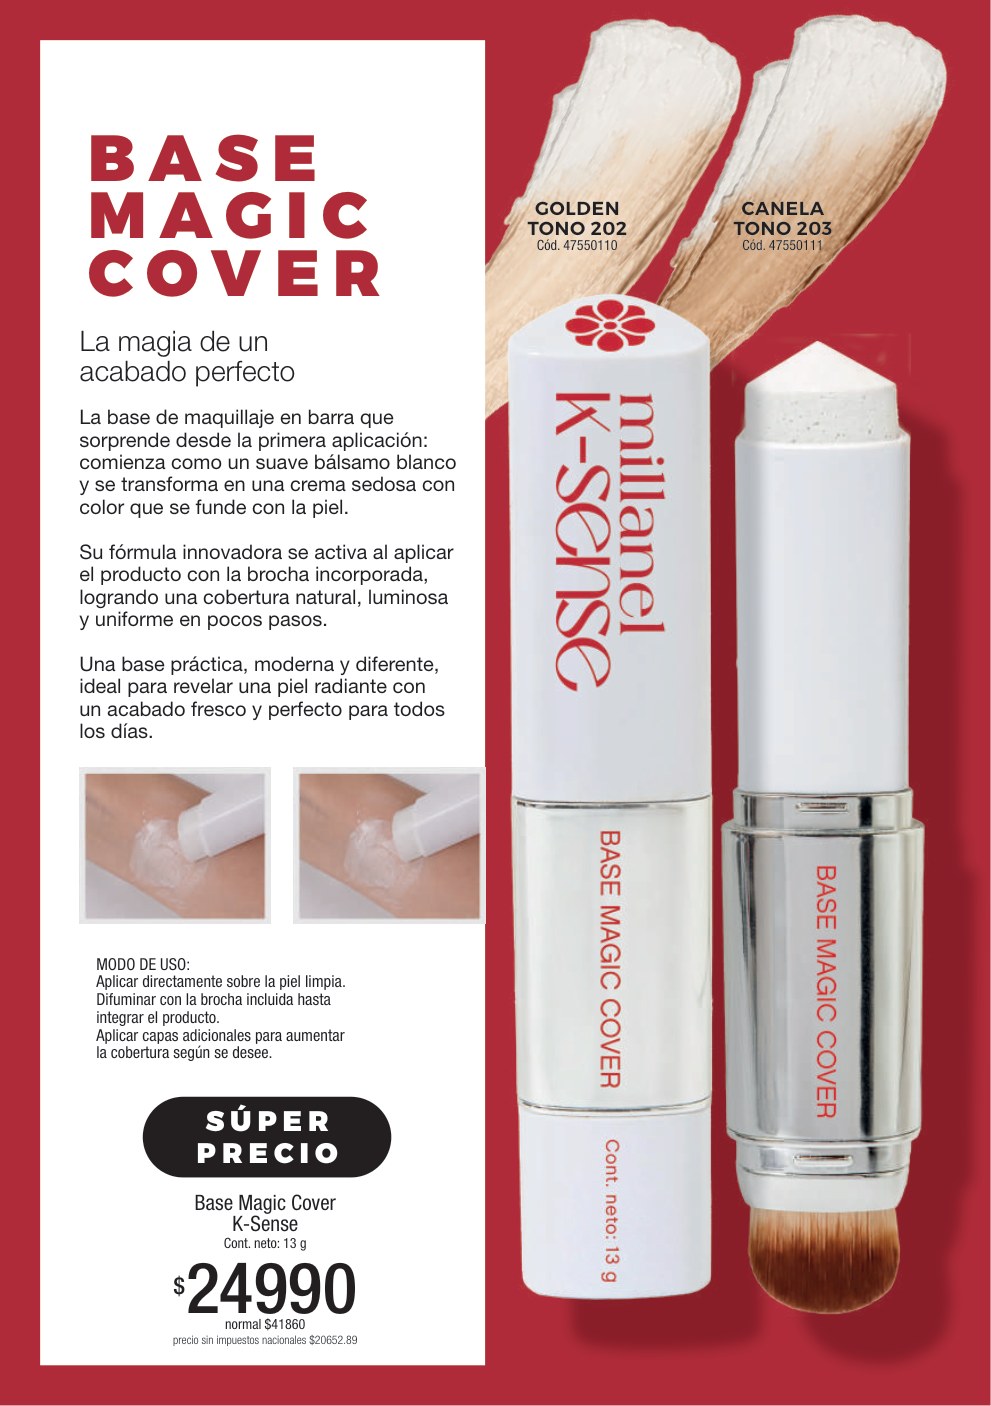 BASE
MAGIC
COVER
La magia de un
acabado perfecto
La base de maquillaje en barra que
sorprende desde la primera aplicación:
comienza como un suave bálsamo blanco
y se transforma en una crema sedosa con
color que se funde con la piel.
Su fórmula innovadora se activa al aplicar
el producto con la brocha incorporada,
logrando una cobertura natural, luminosa
y uniforme en pocos pasos.
Una base práctica, moderna y diferente,
ideal para revelar una piel radiante con
un acabado fresco y perfecto para todos
los días.
MODO DE USO:
Aplicar directamente sobre la piel limpia.
Difuminar con la brocha incluida hasta
integrar el producto.
Aplicar capas adicionales para aumentar
la cobertura según se desee.
SÚPER
PRECIO
Base Magic Cover
K-Sense
Cont. neto: 13 g
$24990
normal $41860
precio sin impuestos nacionales $20652.89
GOLDEN
TONO 202
Cód. 47550110
CANELA
TONO 203
Cód. 47550111
millanel
K-sense
BASE MAGIC COVER
Cont. neto: 13 g
BASE MAGIC COVER